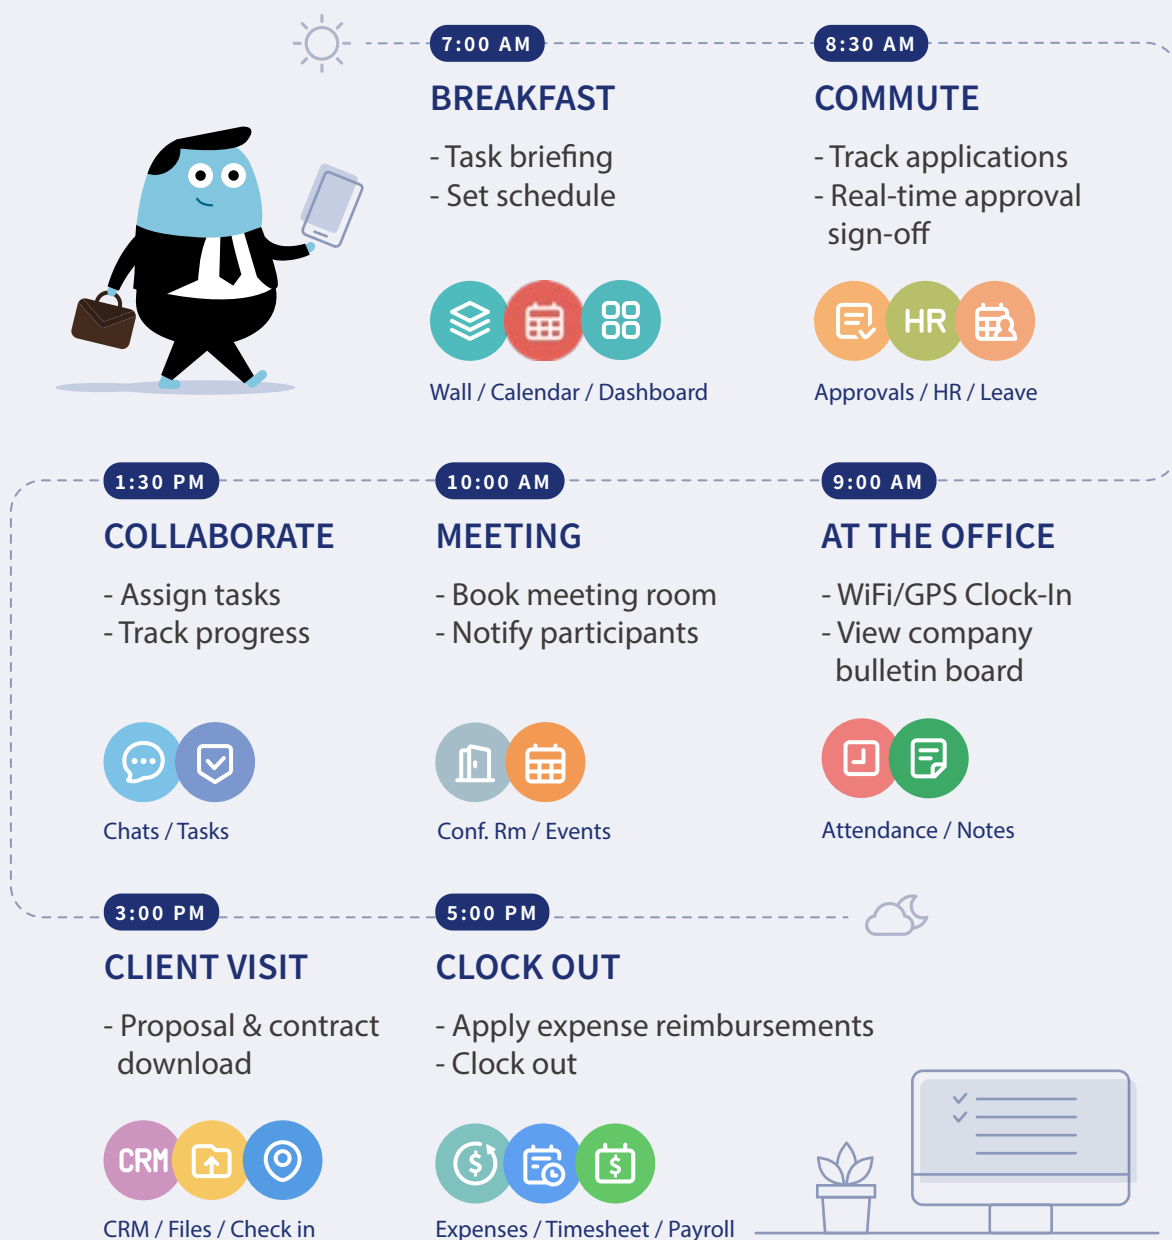 7:00 AM
BREAKFAST
- Task briefing
- Set schedule
Wall / Calendar / Dashboard
8:30 AM
COMMUTE
- Track applications
- Real-time approval
sign-off
HR
Approvals / HR / Leave
9:00 AM
AT THE OFFICE
- WiFi/GPS Clock-In
- View company
bulletin board
Attendance / Notes
10:00 AM
MEETING
- Book meeting room
- Notify participants
Conf. Rm / Events
1:30 PM
COLLABORATE
- Assign tasks
- Track progress
Chats / Tasks
3:00 PM
CLIENT VISIT
- Proposal & contract
download
CRM
CRM / Files / Check in
5:00 PM
CLOCK OUT
- Apply expense reimbursements
- Clock out
$
$
Expenses / Timesheet / Payroll